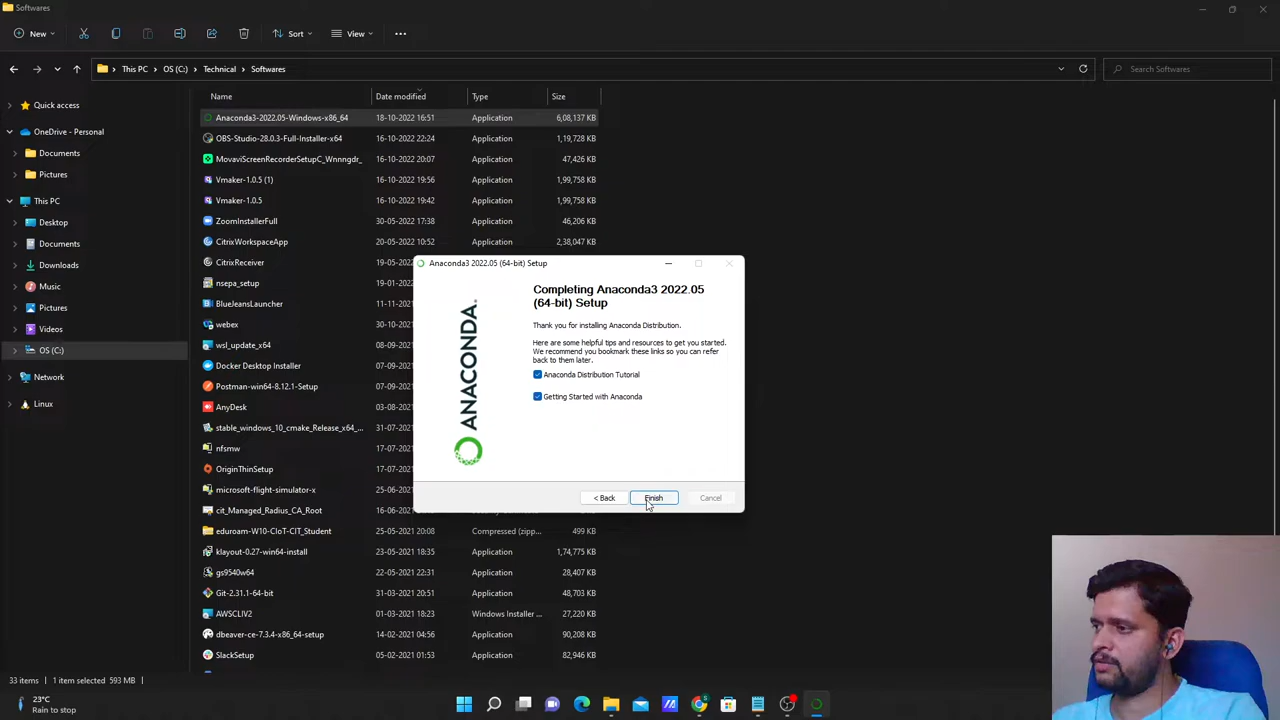 Softwares
New
Sort
View
This PC
OS (C:)
Technical
Softwares
Search Softwares
Name
Date modified
Type
Size
Quick access
OneDrive - Personal
Documents
Pictures
This PC
Desktop
Documents
Downloads
Music
Pictures
Videos
OS (C:)
Network
Linux
Anaconda3-2022.05-Windows-x86_64 18-10-2022 16:51 Application 6,08,137 KB
OBS-Studio-28.0.3-Full-Installer-x64 16-10-2022 22:24 Application 1,19,728 KB
MovaviScreenRecorderSetupC_Wnnngdr_ 16-10-2022 20:07 Application 47,426 KB
Vmaker-1.0.5 (1) 16-10-2022 19:56 Application 1,99,758 KB
Vmaker-1.0.5 16-10-2022 19:42 Application 1,99,758 KB
ZoomInstallerFull 30-05-2022 17:38 Application 46,206 KB
CitrixWorkspaceApp 20-05-2022 10:52 Application 2,38,047 KB
CitrixReceiver
nsepa_setup
BlueJeansLauncher
webex
wsl_update_x64
Docker Desktop Installer
Postman-win64-8.12.1-Setup
AnyDesk
stable_windows_10_cmake_Release_x64_...
nfsmw
OriginThinSetup
microsoft-flight-simulator-x
cit_Managed_Radius_CA_Root
eduroam-W10-CIoT-CIT_Student 25-05-2021 20:08 Compressed (zipp... 499 KB
klayout-0.27-win64-install 23-05-2021 18:35 Application 1,74,775 KB
gs9540w64 22-05-2021 22:31 Application 28,407 KB
Git-2.31.1-64-bit 31-03-2021 20:51 Application 48,703 KB
AWSCLIV2 01-03-2021 18:23 Windows Installer ... 27,220 KB
dbeaver-ce-7.3.4-x86_64-setup 14-02-2021 04:56 Application 90,208 KB
SlackSetup 05-02-2021 01:53 Application 82,946 KB
Anaconda3 2022.05 (64-bit) Setup
ANACONDA.
Completing Anaconda3 2022.05
(64-bit) Setup
Thank you for installing Anaconda Distribution.
Here are some helpful tips and resources to get you started.
We recommend you bookmark these links so you can refer
back to them later.
Anaconda Distribution Tutorial
Getting Started with Anaconda
< Back
Finish
Cancel
33 items
1 item selected 593 MB
23°C
Rain to stop